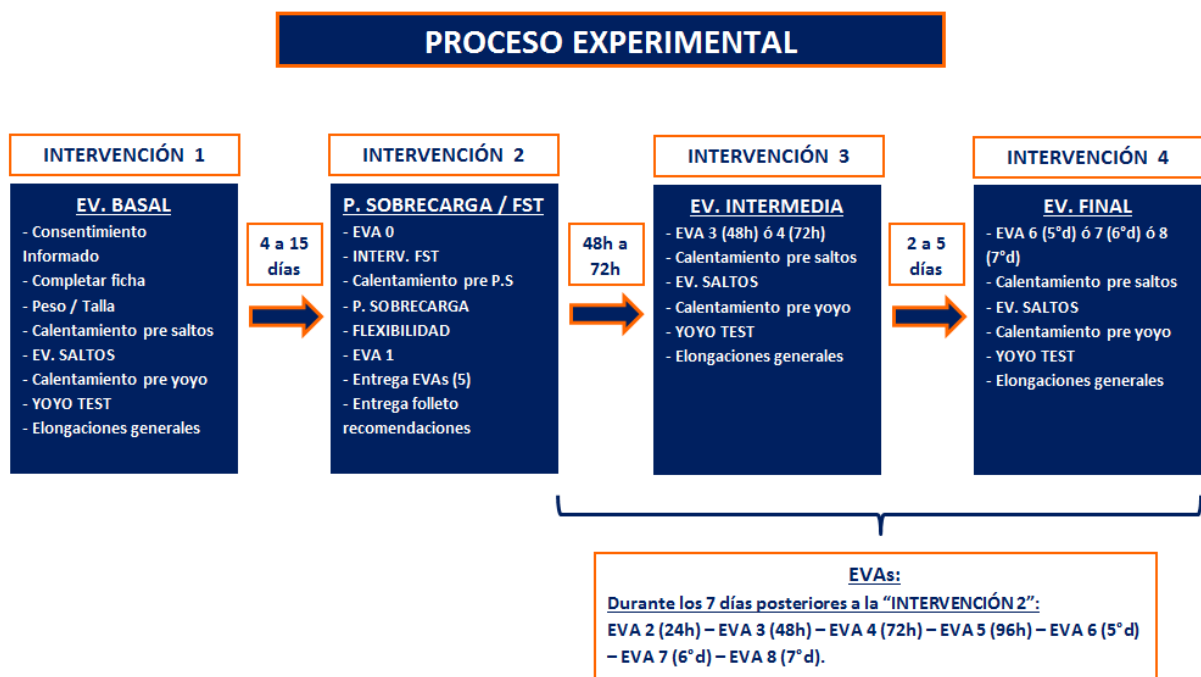 PROCESO EXPERIMENTAL
INTERVENCIÓN 1
EV. BASAL
- Consentimiento
Informado
- Completar ficha
- Peso / Talla
- Calentamiento pre saltos
- EV. SALTOS
- Calentamiento pre yoyo
- YOYO TEST
- Elongaciones generales
4 a 15
días
INTERVENCIÓN 2
P. SOBRECARGA / FST
- EVA 0
- INTERV. FST
- Calentamiento pre P.S
- P. SOBRECARGA
- FLEXIBILIDAD
- EVA 1
- Entrega EVAs (5)
- Entrega folleto
recomendaciones
48h a
72h
INTERVENCIÓN 3
EV. INTERMEDIA
- EVA 3 (48h) ó 4 (72h)
- Calentamiento pre saltos
- EV. SALTOS
- Calentamiento pre yoyo
- YOYO TEST
- Elongaciones generales
2 a 5
días
INTERVENCIÓN 4
EV. FINAL
- EVA 6 (5°d) ó 7 (6°d) ó 8
(7°d)
- Calentamiento pre saltos
- EV. SALTOS
- Calentamiento pre yoyo
- YOYO TEST
- Elongaciones generales
EVAs:
Durante los 7 días posteriores a la “INTERVENCIÓN 2”:
EVA 2 (24h) – EVA 3 (48h) – EVA 4 (72h) – EVA 5 (96h) – EVA 6 (5°d)
– EVA 7 (6°d) – EVA 8 (7°d).